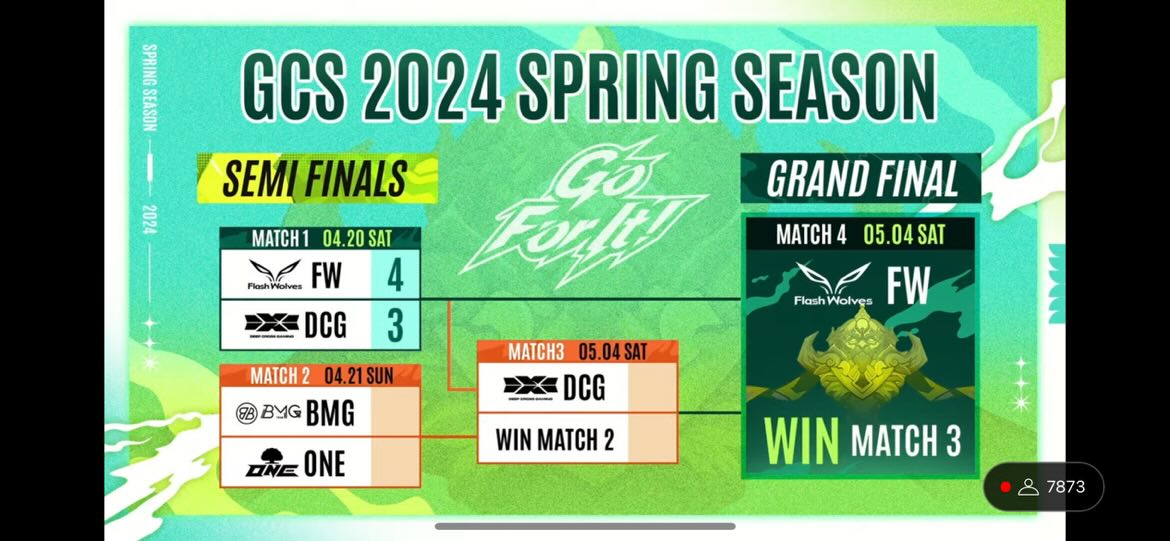 GCS 2024 SPRING SEASON
SPRING SEASON 2024
Go
For It!
SEMI FINALS
MATCH 1 04.20 SAT
Flash Wolves FW 4
DEEP CROSS GAMING DCG 3
MATCH 2 04.21 SUN
BMG BMG
ONE ONE
MATCH3 05.04 SAT
DEEP CROSS GAMING DCG
WIN MATCH 2
GRAND FINAL
MATCH 4 05.04 SAT
Flash Wolves FW
WIN MATCH 3
7873